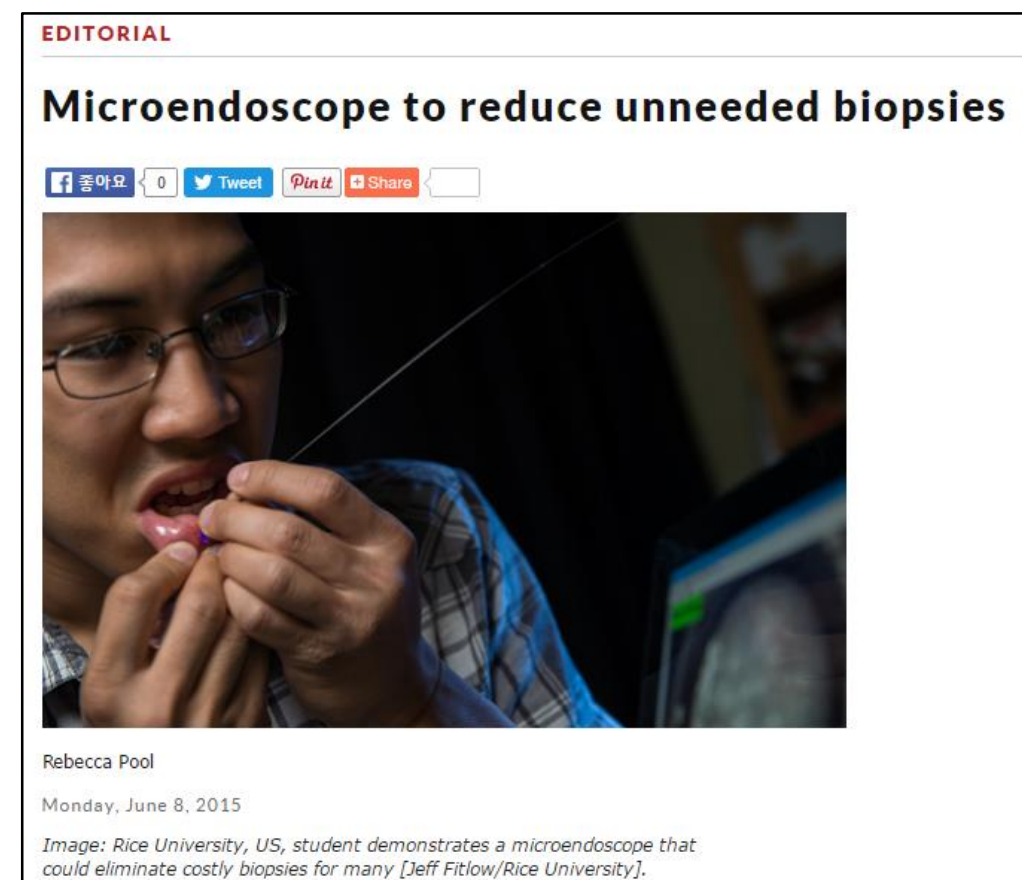 EDITORIAL
Microendoscope to reduce unneeded biopsies
좋아요 0 Tweet Pin it Share
Rebecca Pool
Monday, June 8, 2015
Image: Rice University, US, student demonstrates a microendoscope that
could eliminate costly biopsies for many [Jeff Fitlow/Rice University].